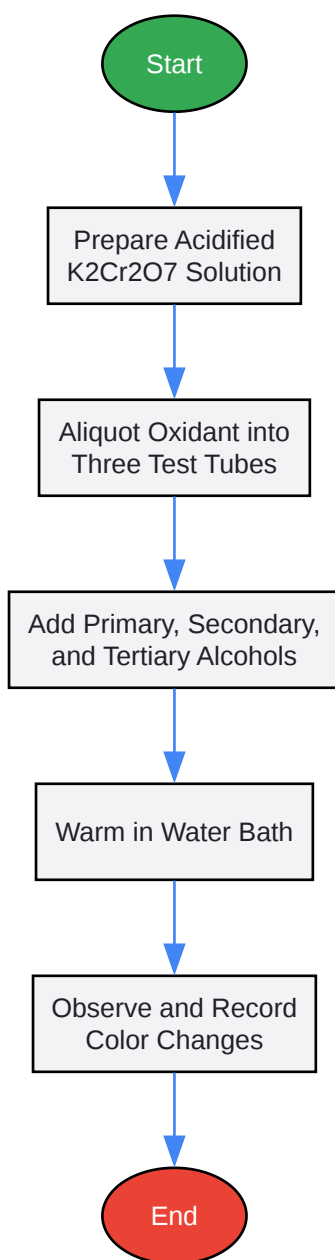 Start
Prepare Acidified
K2Cr2O7 Solution
Aliquot Oxidant into
Three Test Tubes
Add Primary, Secondary,
and Tertiary Alcohols
Warm in Water Bath
Observe and Record
Color Changes
End